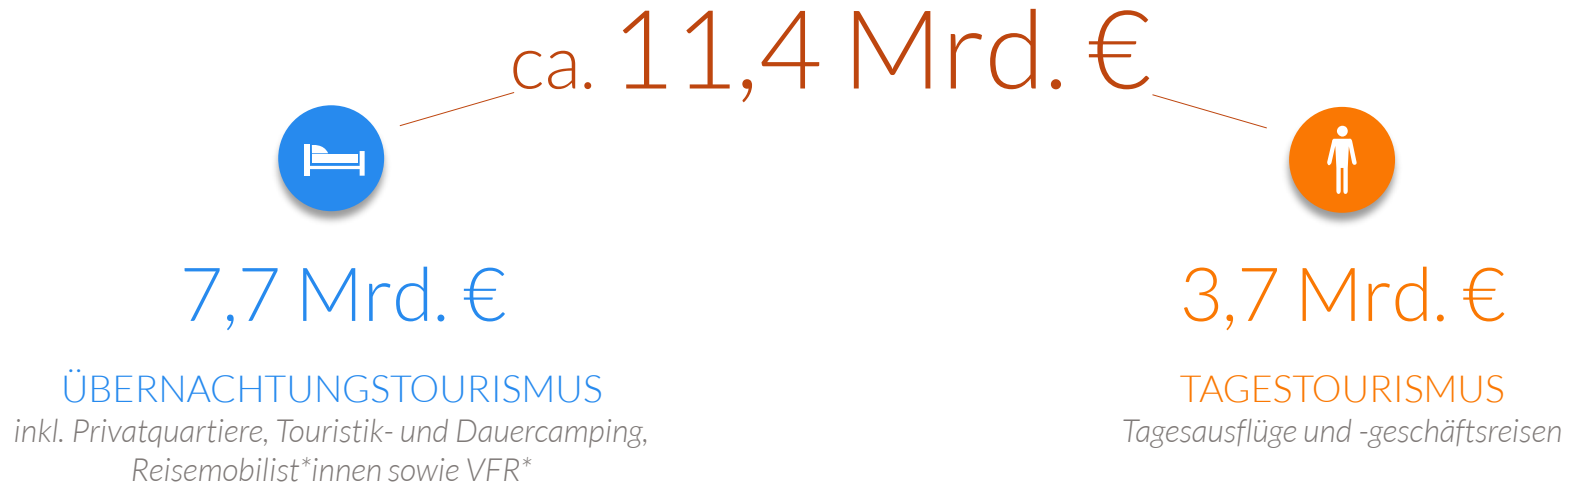 ca. 11,4 Mrd. €
7,7 Mrd. €
ÜBERNACHTUNGSTOURISMUS
inkl. Privatquartiere, Touristik- und Dauercamping,
Reisemobilist*innen sowie VFR*
3,7 Mrd. €
TAGESTOURISMUS
Tagesausflüge und -geschäftsreisen